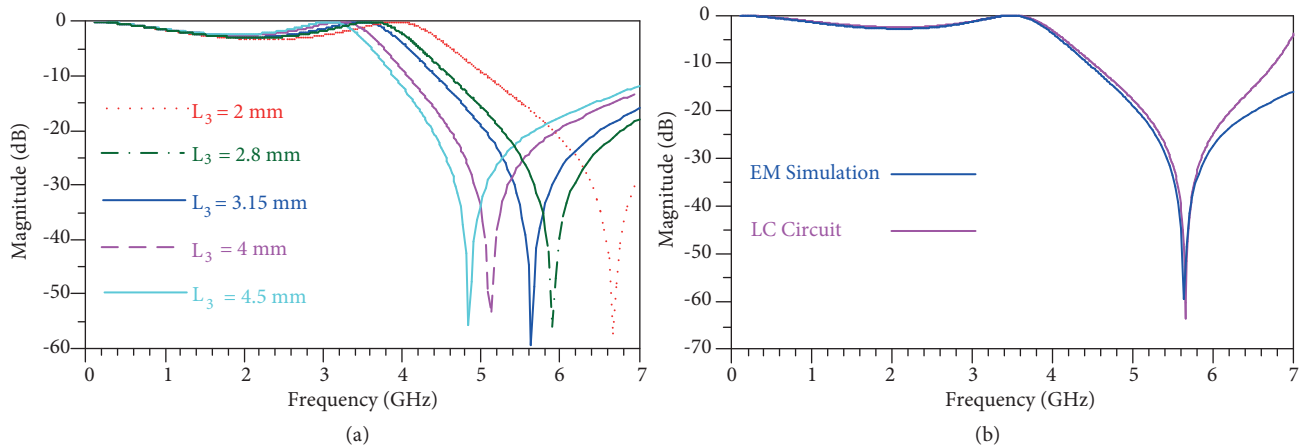 0
-10
-20
-30
-40
-50
-60
Magnitude (dB)
L3 = 2 mm
L3 = 2.8 mm
L3 = 3.15 mm
L3 = 4 mm
L3 = 4.5 mm
0 1 2 3 4 5 6 7
Frequency (GHz)
(a)
0
-10
-20
-30
-40
-50
-60
-70
Magnitude (dB)
EM Simulation
LC Circuit
0 1 2 3 4 5 6 7
Frequency (GHz)
(b)